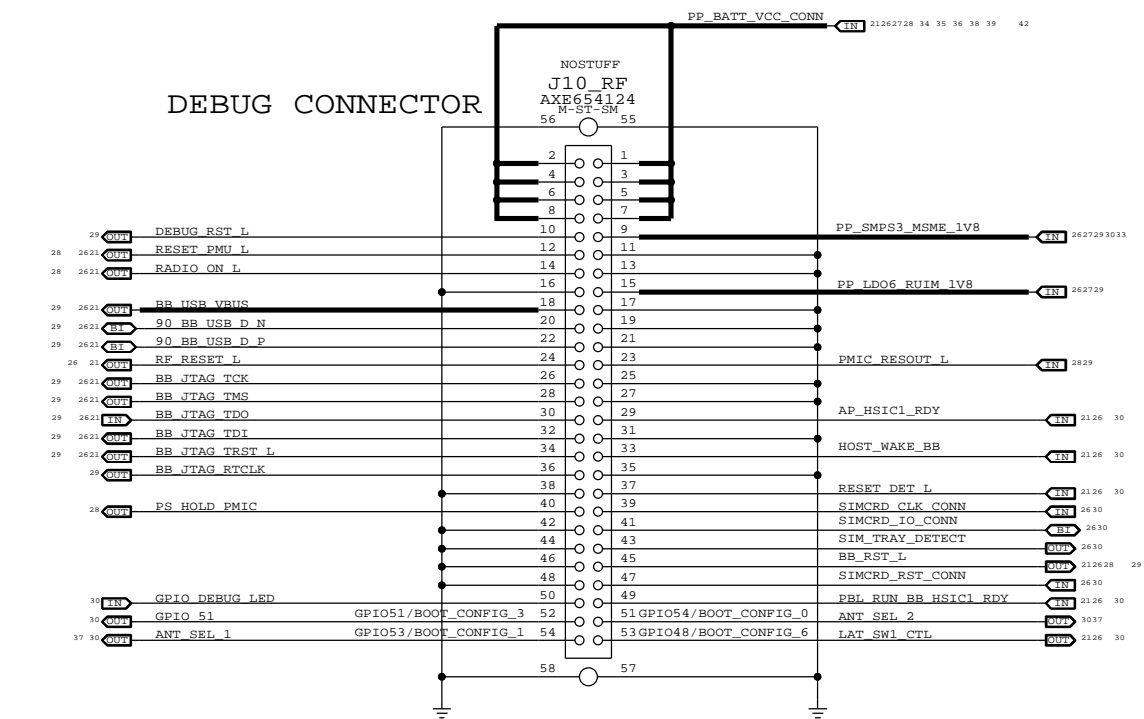 PP_BATT_VCC_CONN IN 21262728 34 35 36 38 39 42
NOSTUFF
J10_RF
AXE654124
M-ST-SM
DEBUG CONNECTOR
56 55
2 1
4 3
6 5
8 7
29 OUT DEBUG_RST_L 10 9 PP_SMPS3_MSME_1V8 IN 2627293033
28 2621 OUT RESET_PMU_L 12 11
28 2621 OUT RADIO_ON_L 14 13
16 15 PP_LDO6_RUIM_1V8 IN 262729
29 2621 OUT BB_USB_VBUS 18 17
29 2621 BI 90_BB_USB_D_N 20 19
29 2621 BI 90_BB_USB_D_P 22 21
26 21 OUT RF_RESET_L 24 23 PMIC_RESOUT_L IN 2829
29 2621 OUT BB_JTAG_TCK 26 25
29 2621 OUT BB_JTAG_TMS 28 27
29 2621 IN BB_JTAG_TDO 30 29 AP_HSIC1_RDY IN 2126 30
29 2621 OUT BB_JTAG_TDI 32 31
29 2621 OUT BB_JTAG_TRST_L 34 33 HOST_WAKE_BB IN 2126 30
29 OUT BB_JTAG_RTCLK 36 35
38 37 RESET_DET_L IN 2126 30
28 OUT PS_HOLD_PMIC 40 39 SIMCRD_CLK_CONN IN 2630
42 41 SIMCRD_IO_CONN BI 2630
44 43 SIM_TRAY_DETECT OUT 2630
46 45 BB_RST_L OUT 212628 29
48 47 SIMCRD_RST_CONN IN 2630
30 IN GPIO_DEBUG_LED 50 49 PBL_RUN_BB_HSIC1_RDY IN 2126 30
30 OUT GPIO_51 GPIO51/BOOT_CONFIG_3 52 51 GPIO54/BOOT_CONFIG_0 ANT_SEL_2 OUT 3037
37 30 OUT ANT_SEL_1 GPIO53/BOOT_CONFIG_1 54 53 GPIO48/BOOT_CONFIG_6 LAT_SW1_CTL OUT 2126 30
58 57